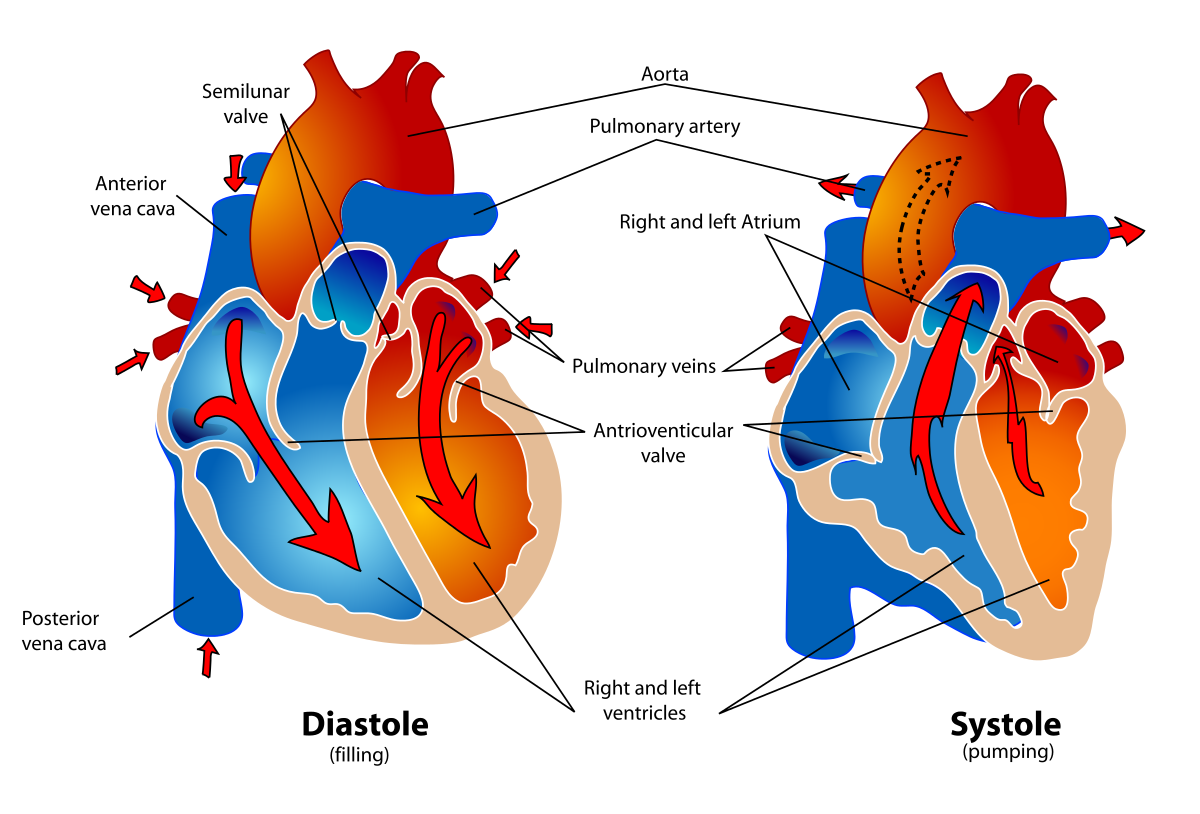 Aorta
Semilunar
valve
Pulmonary artery
Anterior
vena cava
Right and left Atrium
Pulmonary veins
Antrioventicular
valve
Posterior
vena cava
Right and left
ventricles
Diastole
(filling)
Systole
(pumping)